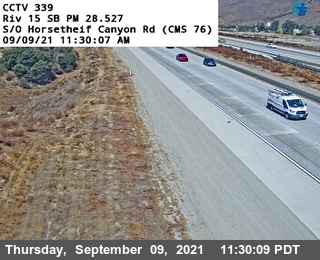 CCTV 339
Riv 15 SB PM 28.527
S/O Horsetheif Canyon Rd (CMS 76)
09/09/21 11:30:07 AM
Thursday, September 09, 2021 11:30:09 PDT